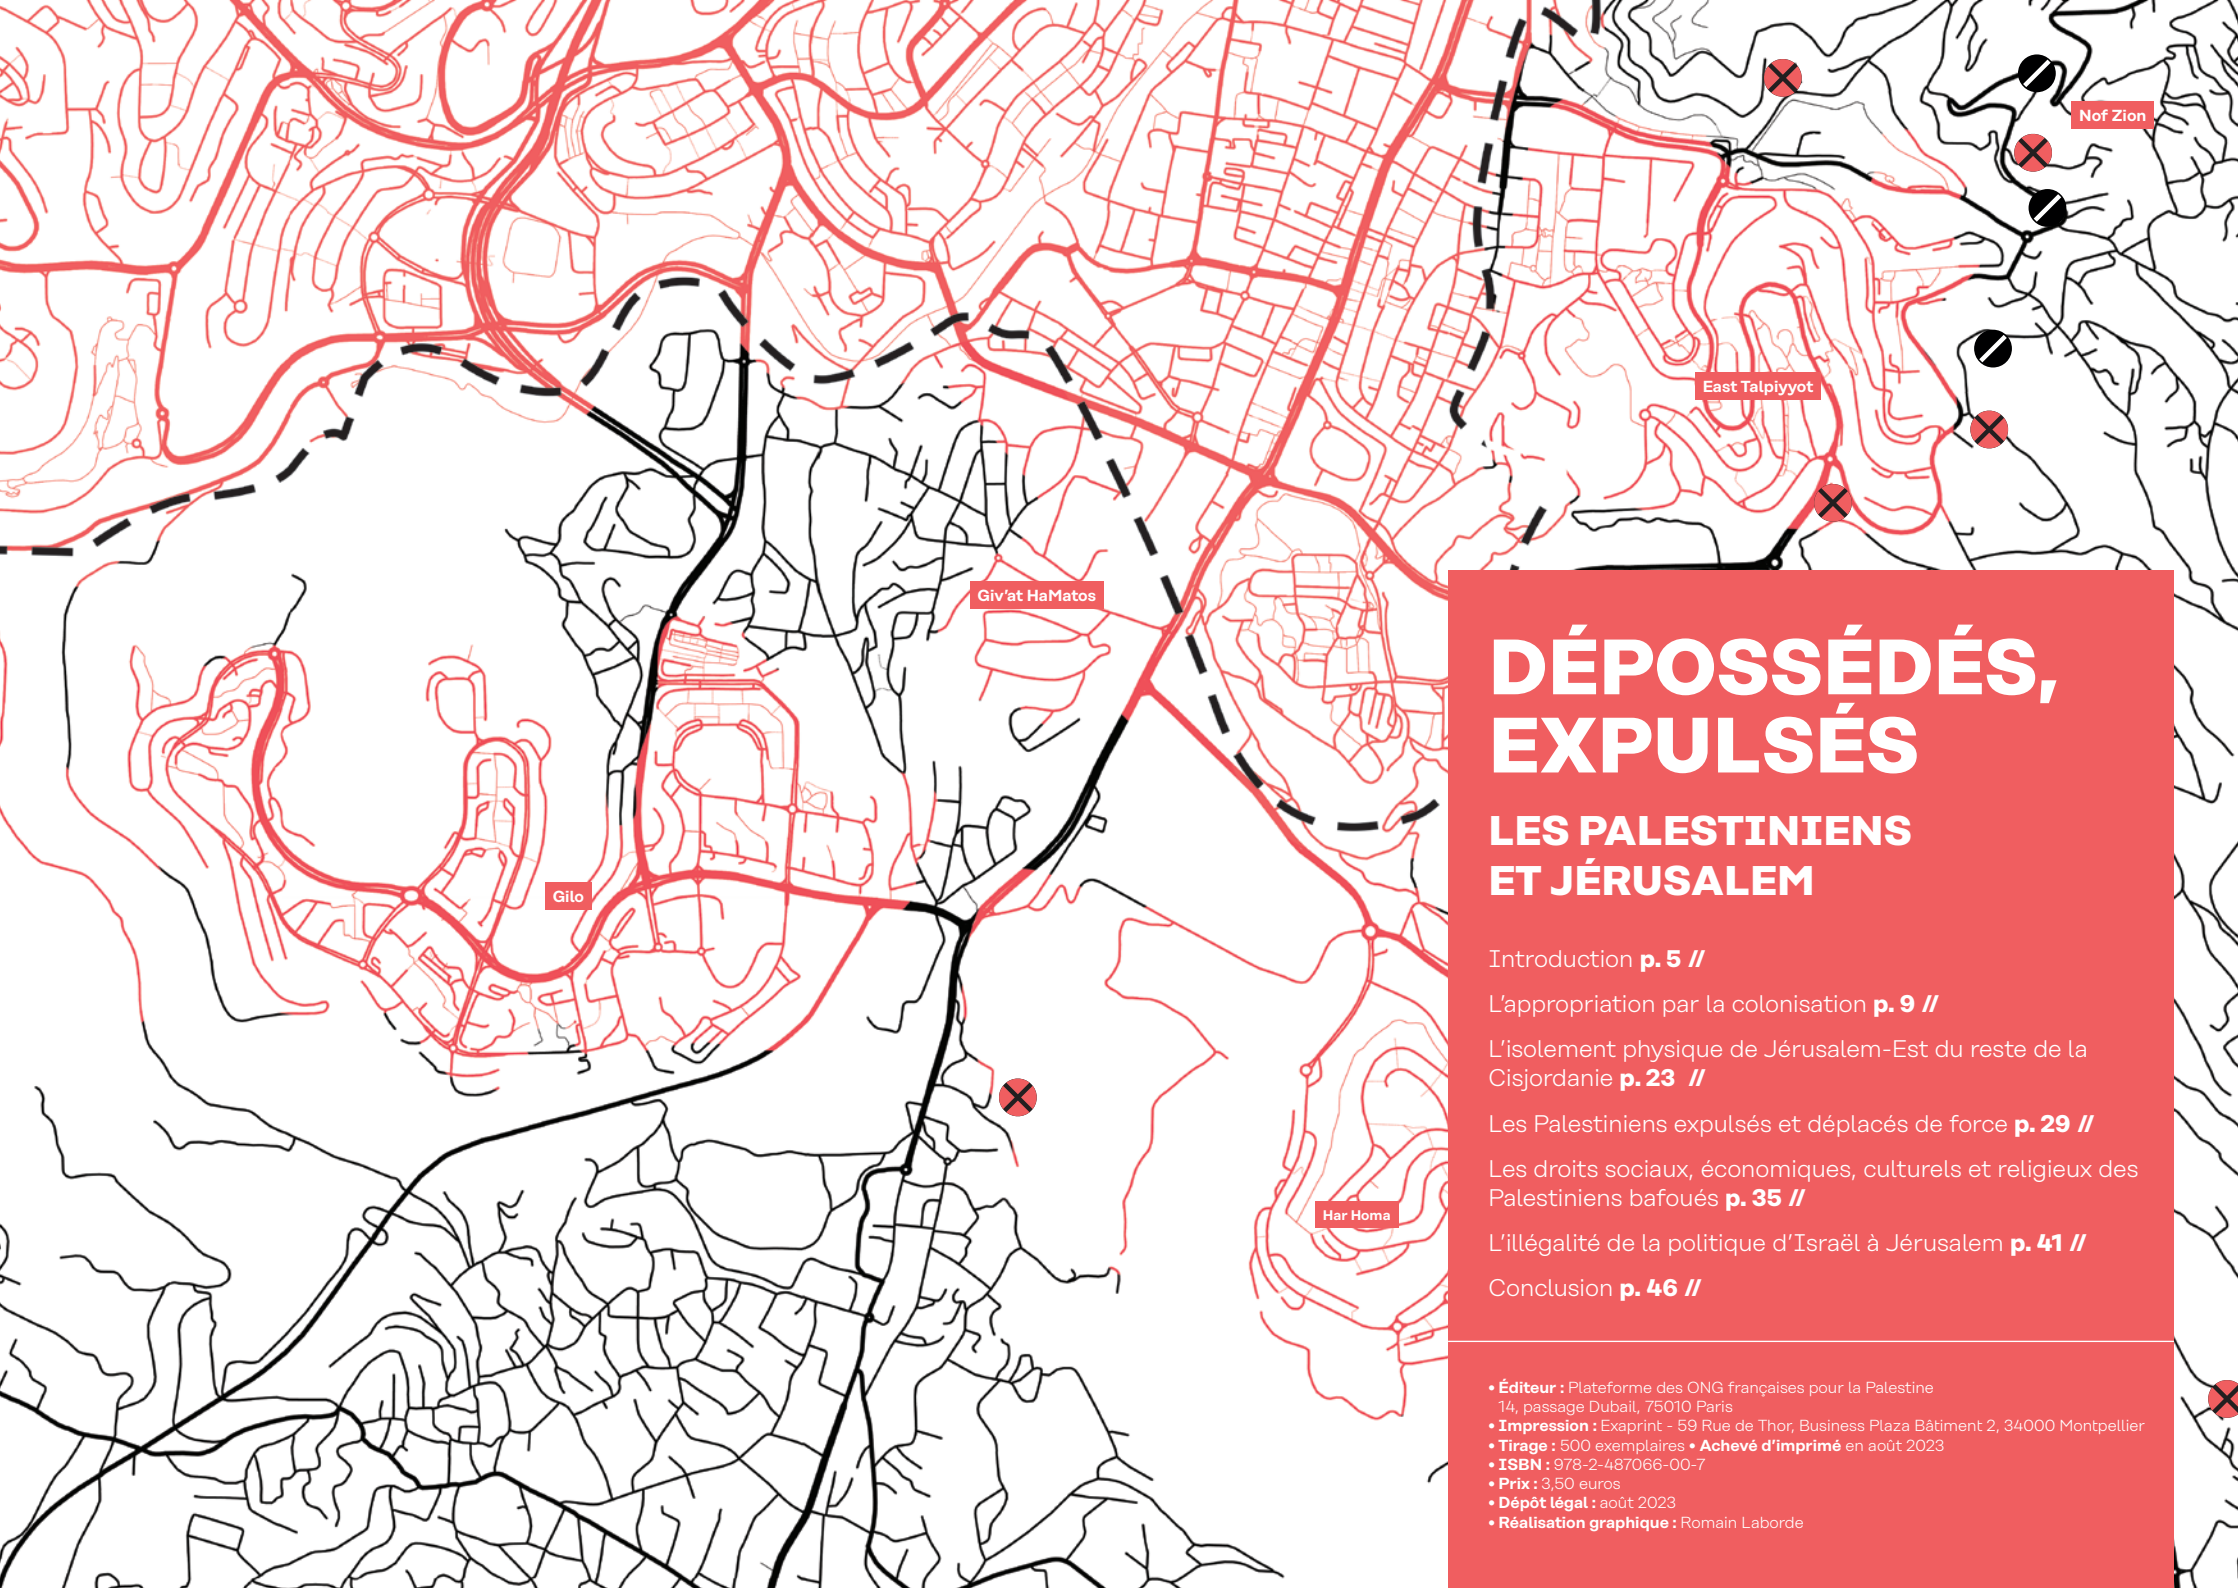 Nof Zion
East Talpiyyot
Giv’at HaMatos
Gilo
Har Homa
DÉPOSSÉDÉS,
EXPULSÉS
LES PALESTINIENS
ET JÉRUSALEM
Introduction p. 5 //
L’appropriation par la colonisation p. 9 //
L’isolement physique de Jérusalem-Est du reste de la
Cisjordanie p. 23 //
Les Palestiniens expulsés et déplacés de force p. 29 //
Les droits sociaux, économiques, culturels et religieux des
Palestiniens bafoués p. 35 //
L’illégalité de la politique d’Israël à Jérusalem p. 41 //
Conclusion p. 46 //
• Éditeur : Plateforme des ONG françaises pour la Palestine
14, passage Dubail, 75010 Paris
• Impression : Exaprint - 59 Rue de Thor, Business Plaza Bâtiment 2, 34000 Montpellier
• Tirage : 500 exemplaires • Achevé d’imprimé en août 2023
• ISBN : 978-2-487066-00-7
• Prix : 3,50 euros
• Dépôt légal : août 2023
• Réalisation graphique : Romain Laborde